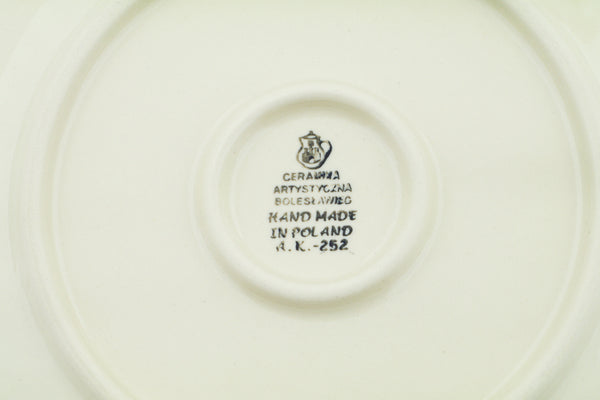 CERAMIKA
ARTYSTYCZNA
BOLESŁAWIEC
HAND MADE
IN POLAND
A. K.-252